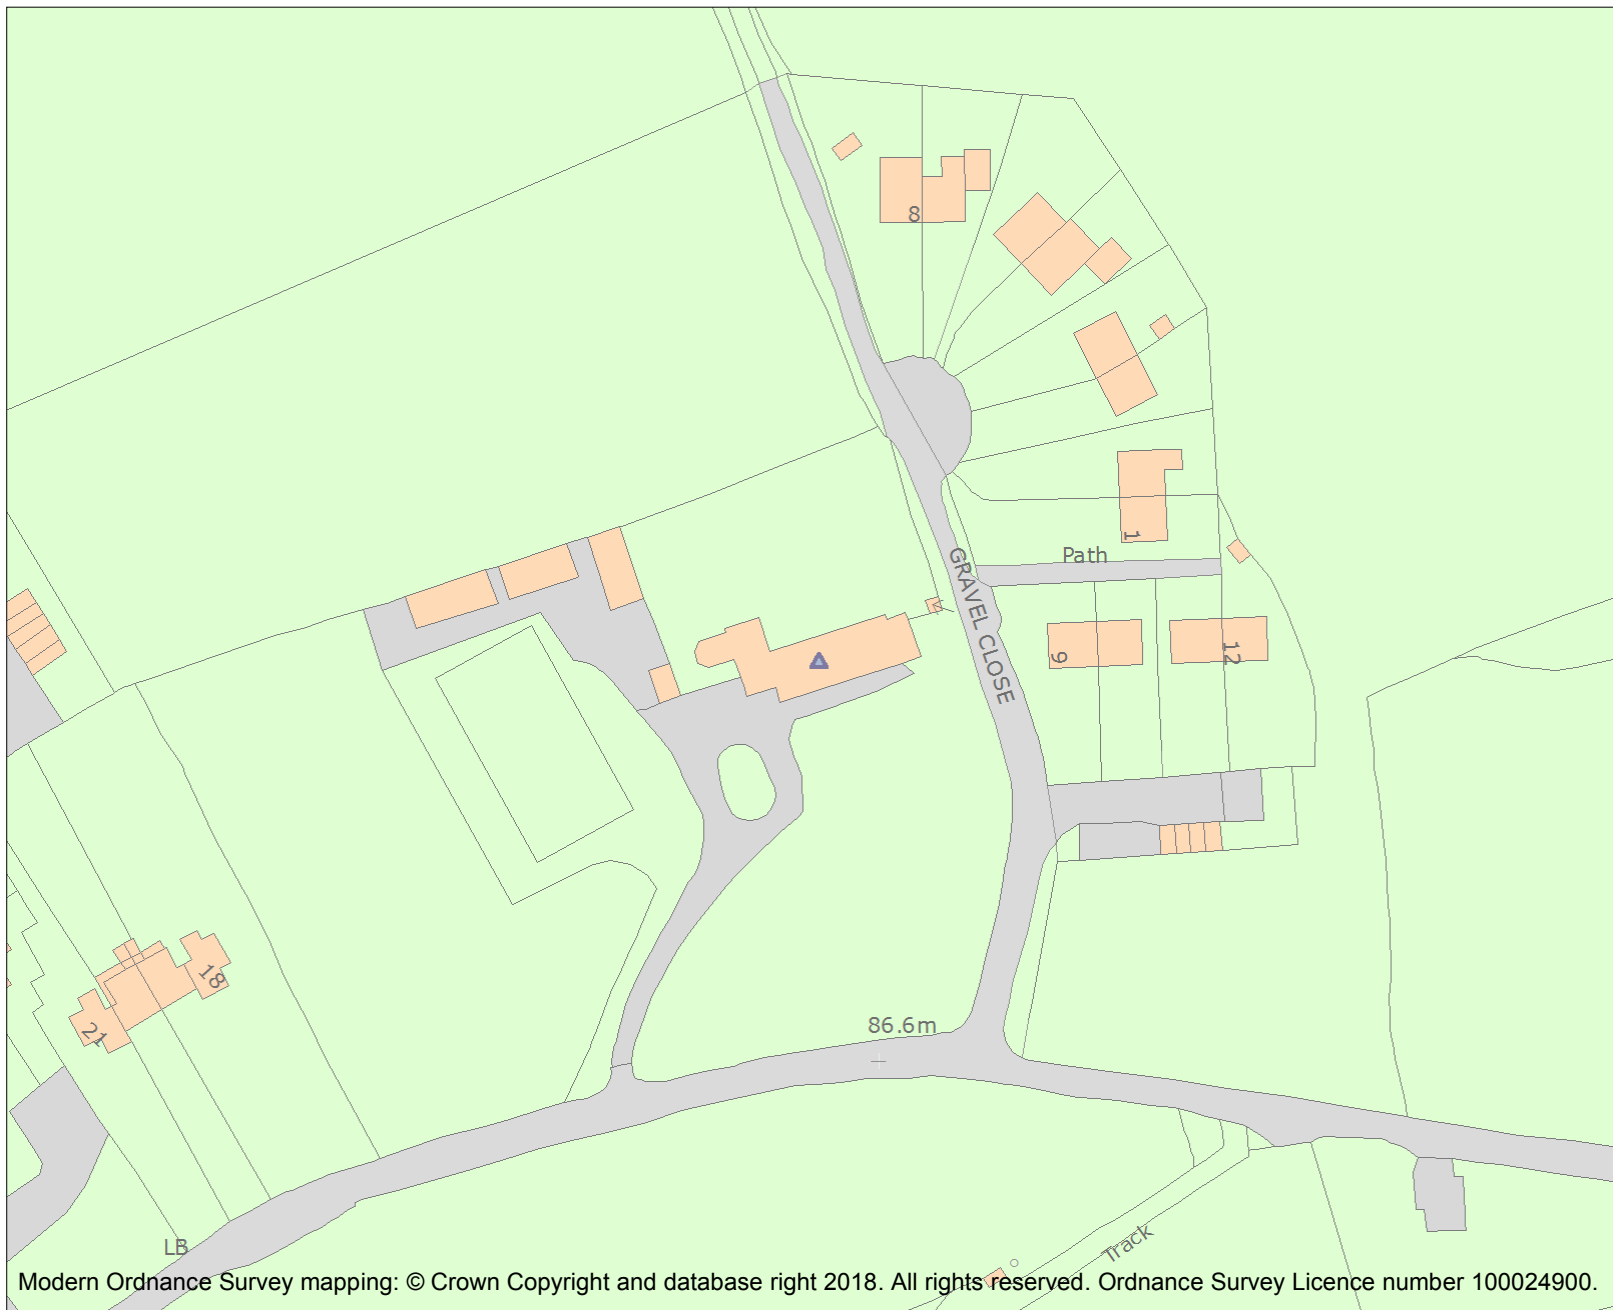 8
1
Path
GRAVEL CLOSE
9
12
18
21
86.6m
LB
Track
Modern Ordnance Survey mapping: © Crown Copyright and database right 2018. All rights reserved. Ordnance Survey Licence number 100024900.